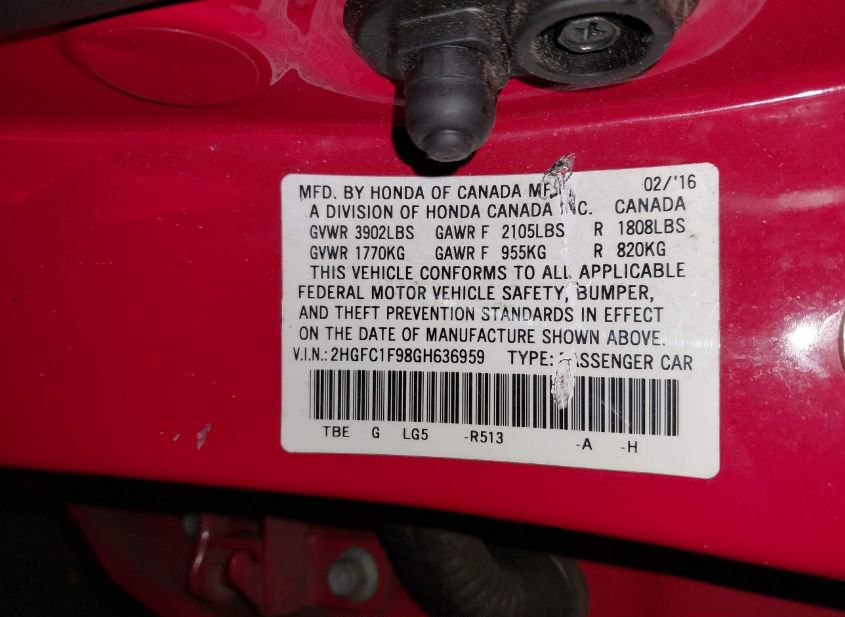 MFD. BY HONDA OF CANADA 02/'16
A DIVISION OF HONDA CANADA INC. CANADA
GVWR 3902LBS GAWR F 2105LBS R 1808LBS
GVWR 1770KG GAWR F 955KG R 820KG
THIS VEHICLE CONFORMS TO ALL APPLICABLE
FEDERAL MOTOR VEHICLE SAFETY, BUMPER,
AND THEFT PREVENTION STANDARDS IN EFFECT
ON THE DATE OF MANUFACTURE SHOWN ABOVE.
V.I.N.: 2HGFC1F98GH636959 TYPE: PASSENGER CAR
TBE G LG5 -R513 -A -H